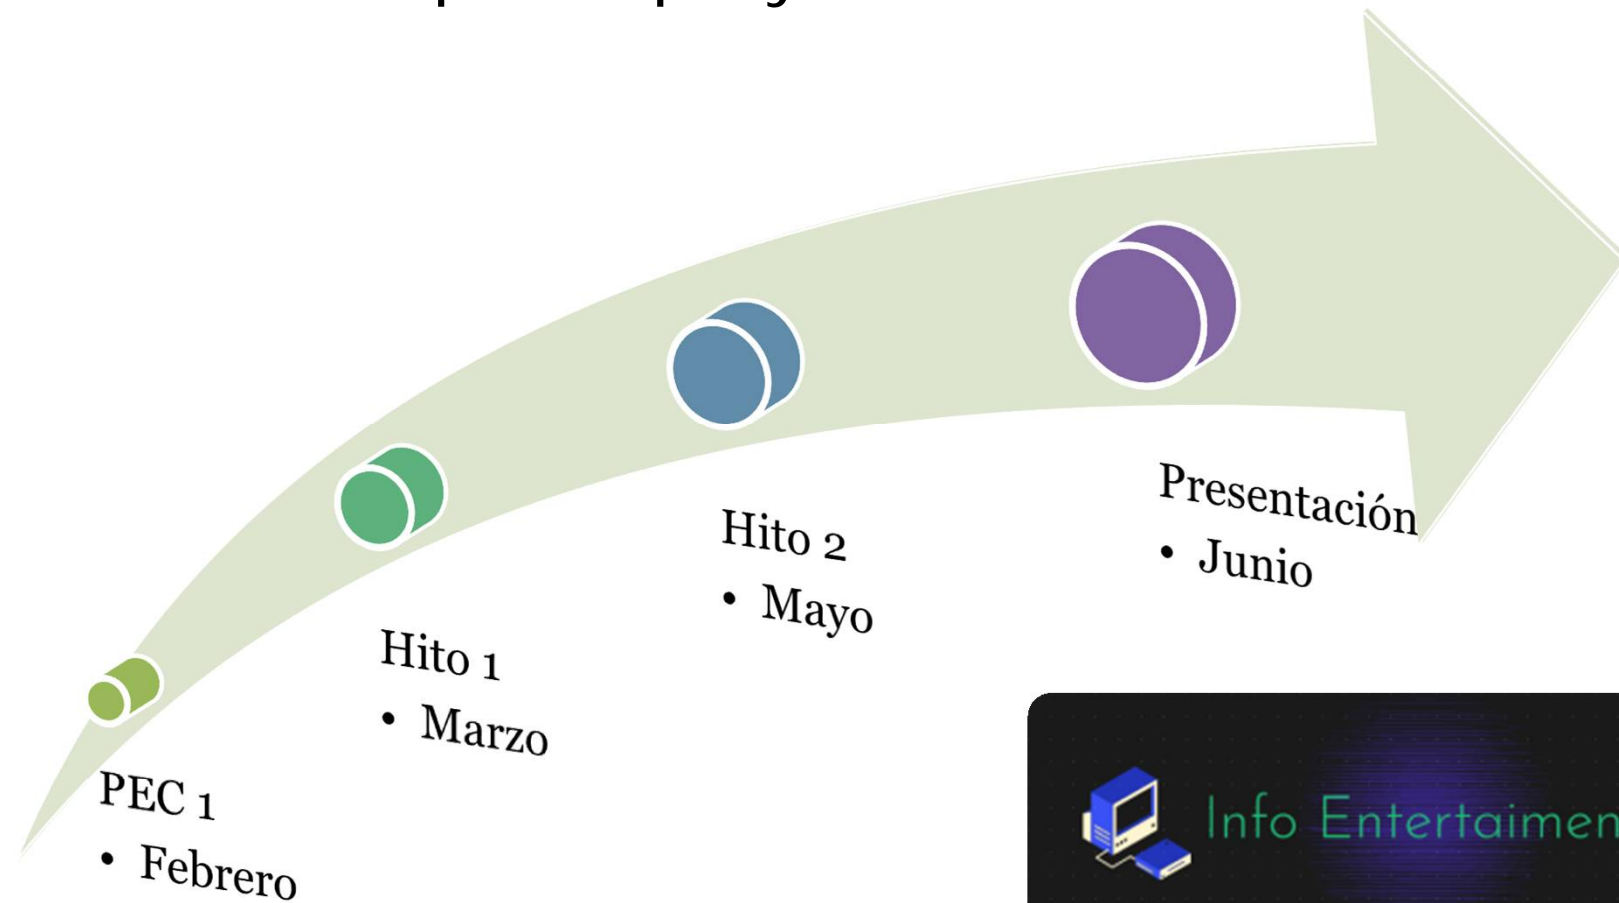 PEC 1
• Febrero
Hito 1
• Marzo
Hito 2
• Mayo
Presentación
• Junio
Info Entertaimen